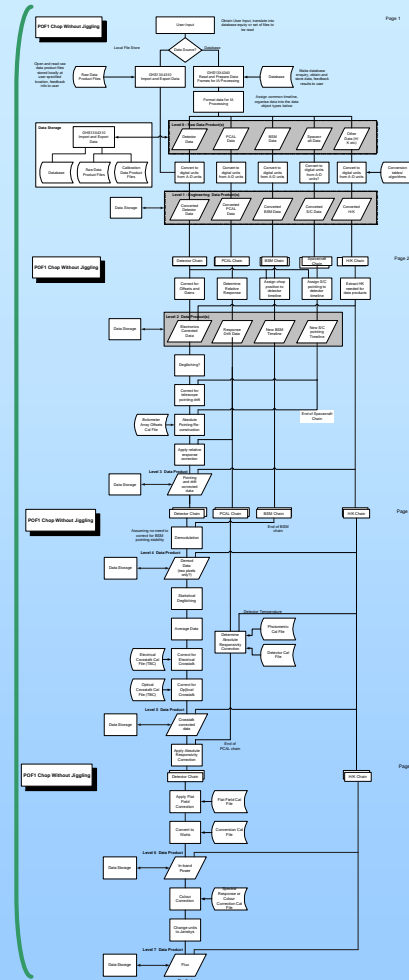 POF1 Chop Without Jiggling
User Input
Obtain User Input, translate into
database equity or set of files to
be read
Page 1
Local File Store
Data Source?
Database
Open and read raw
data product files
stored locally at
user-specified
location, feedback
info to user
Raw Data
Product Files
Import and Export Data
Read and Prepare Data
Frames for IA Processing
Database
Make database
enquiry, obtain and
store data, feedback
results to user
Format data for IA
Processing
Assign common timeline,
organise data into the data
object types below
Data Storage
Import and Export
Data
Database
Raw Data
Product Files
Calibration
Data Product
Files
Level 0 - Raw Data Product(s)
Detector
Data
PCAL
Data
BSM
Data
Other
Data (H/
K etc)
Convert to
digital units
from A-D units
Convert to
digital units
from A-D units
Convert to
digital units
from A-D units
Convert to
digital units
from A-D
units?
Convert to
digital units
from A-D units
Conversion
tables/
algorithms
Data Storage
Level 1 - Engineering Data Product(s)
Converted
Detector
Data
Converted
PCAL
Data
Converted
BSM Data
Converted
S/C Data
Converted
H/K
POF1 Chop Without Jiggling
Page 2
Detector Chain
PCAL Chain
BSM Chain
Spacecraft
Chain
H/K Chain
Correct for
Offsets and
Gains
Determine
Relative
Response
Assign chop
position to
detector
timeline
Assign S/C
pointing to
detector
timeline
Extract HK
needed for
data products
Level 2 Data Product(s)
Data Storage
Electronics
Corrected Data
Response
Drift Data
New BSM
Timeline
New S/C
pointing
Timeline
Deglitching?
Correct for
telescope
pointing drift
Bolometer
Array Offsets
Cal File
Absolute
Pointing Re-
construction
End of Spacecraft
Chain
Apply relative
response
correction
Level 3 Data Product
Data Storage
Pointing
and drift
corrected
data
POF1 Chop Without Jiggling
Page
Detector Chain
PCAL Chain
BSM Chain
H/K Chain
Assuming no need to
correct for BSM
pointing stability
Demodulation
End of BSM
chain
Level 4 Data Product
Data Storage
Demod
Data
(two pixels
only?)
Statistical
Deglitching
Average Data
Detector Temperature
Determine
Absolute
Responsivity
Correction
Photometric
Cal File
Detector Cal
File
Electrical
Crosstalk Cal
File (TBC)
Correct for
Electrical
Crosstalk
Optical
Crosstalk Cal
File (TBC)
Correct for
Optical
Crosstalk
Level 5 Data Product
Data Storage
Crosstalk
corrected
data
Apply Absolute
Responsivity
Correction
End of
PCAL chain
POF1 Chop Without Jiggling
Page
Detector Chain
H/K Chain
Apply Flat
Field
Correction
Flat Field Cal
File
Convert to
Watts
Conversion Cal
File
Level 6 Data Product
Data Storage
In-band
Power
Colour
Correction
Response or
Colour
Correction Cal
File
Change units
to Janskys
Level 7 Data Product
Data Storage
Flux